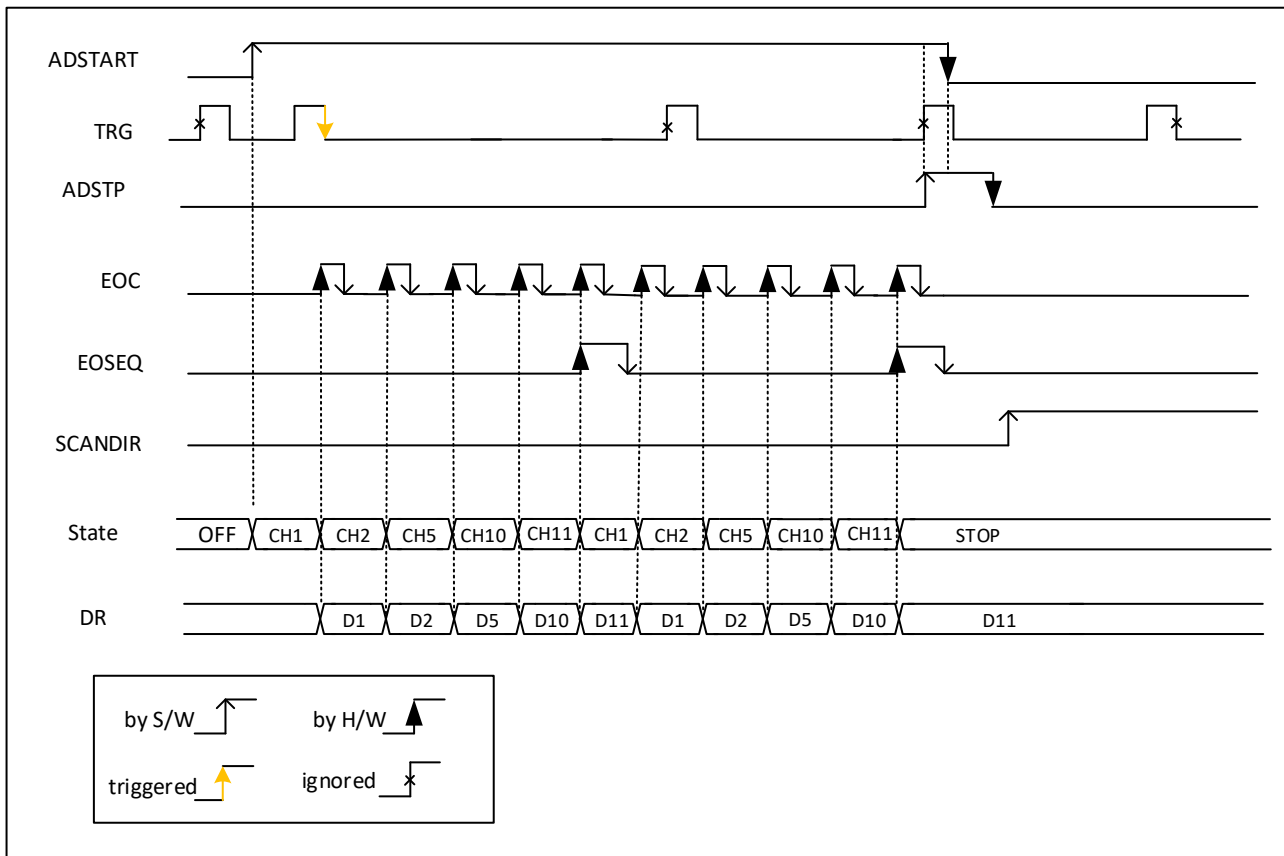 ADSTART
TRG
ADSTP
EOC
EOSEQ
SCANDIR
State OFF CH1 CH2 CH5 CH10 CH11 CH1 CH2 CH5 CH10 CH11 STOP
DR D1 D2 D5 D10 D11 D1 D2 D5 D10 D11
by S/W by H/W
triggered ignored